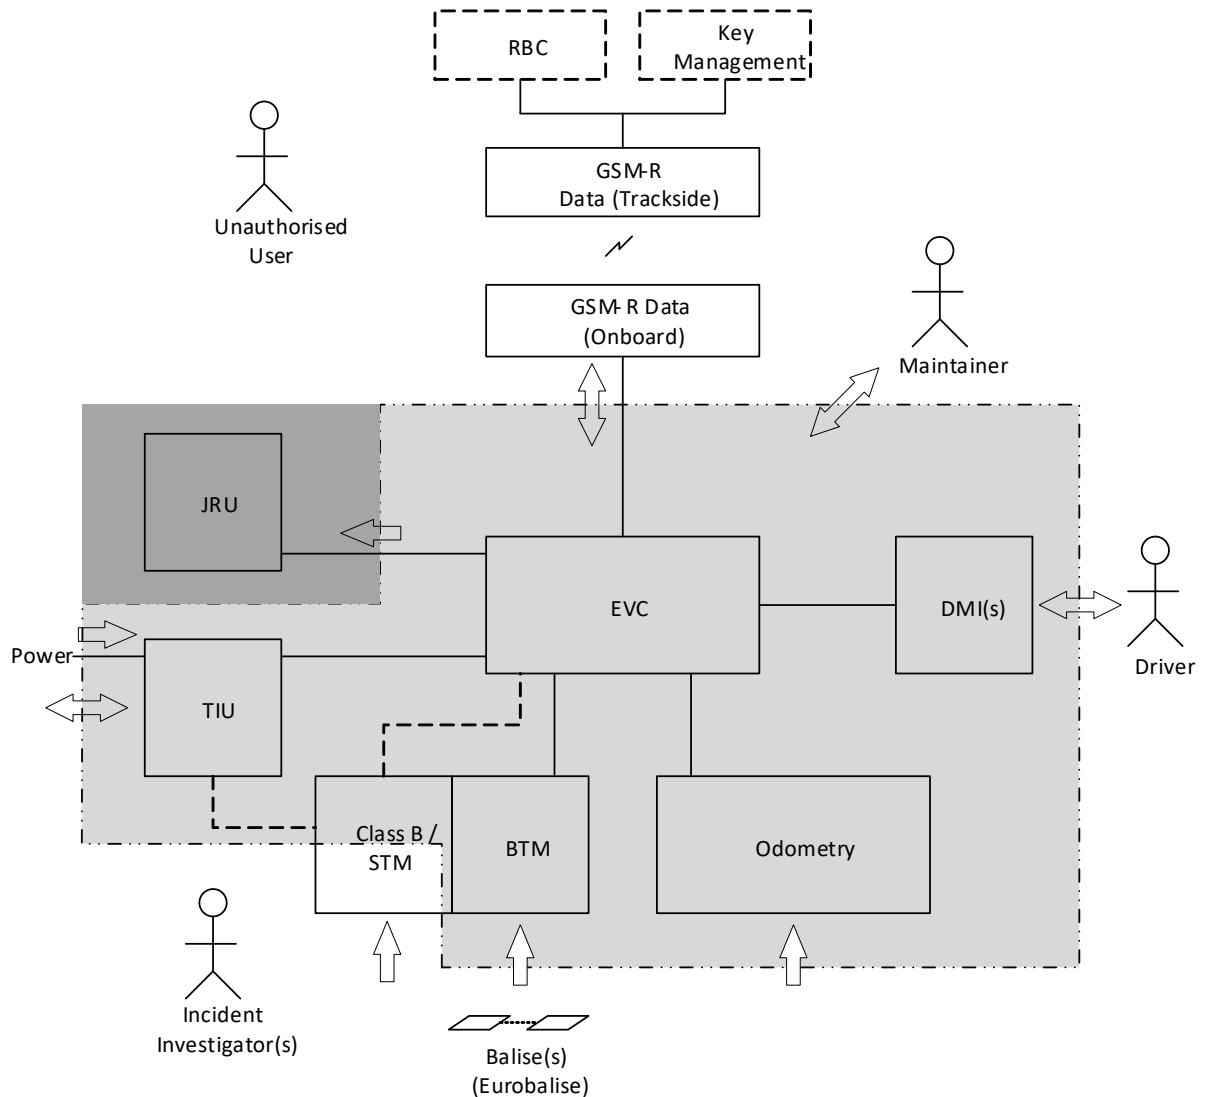 RBC
Key
Management
GSM-R
Data (Trackside)
Unauthorised
User
GSM-R Data
(Onboard)
Maintainer
JRU
EVC
DMI(s)
Power
TIU
Driver
Class B /
STM
BTM
Odometry
Incident
Investigator(s)
Balise(s)
(Eurobalise)